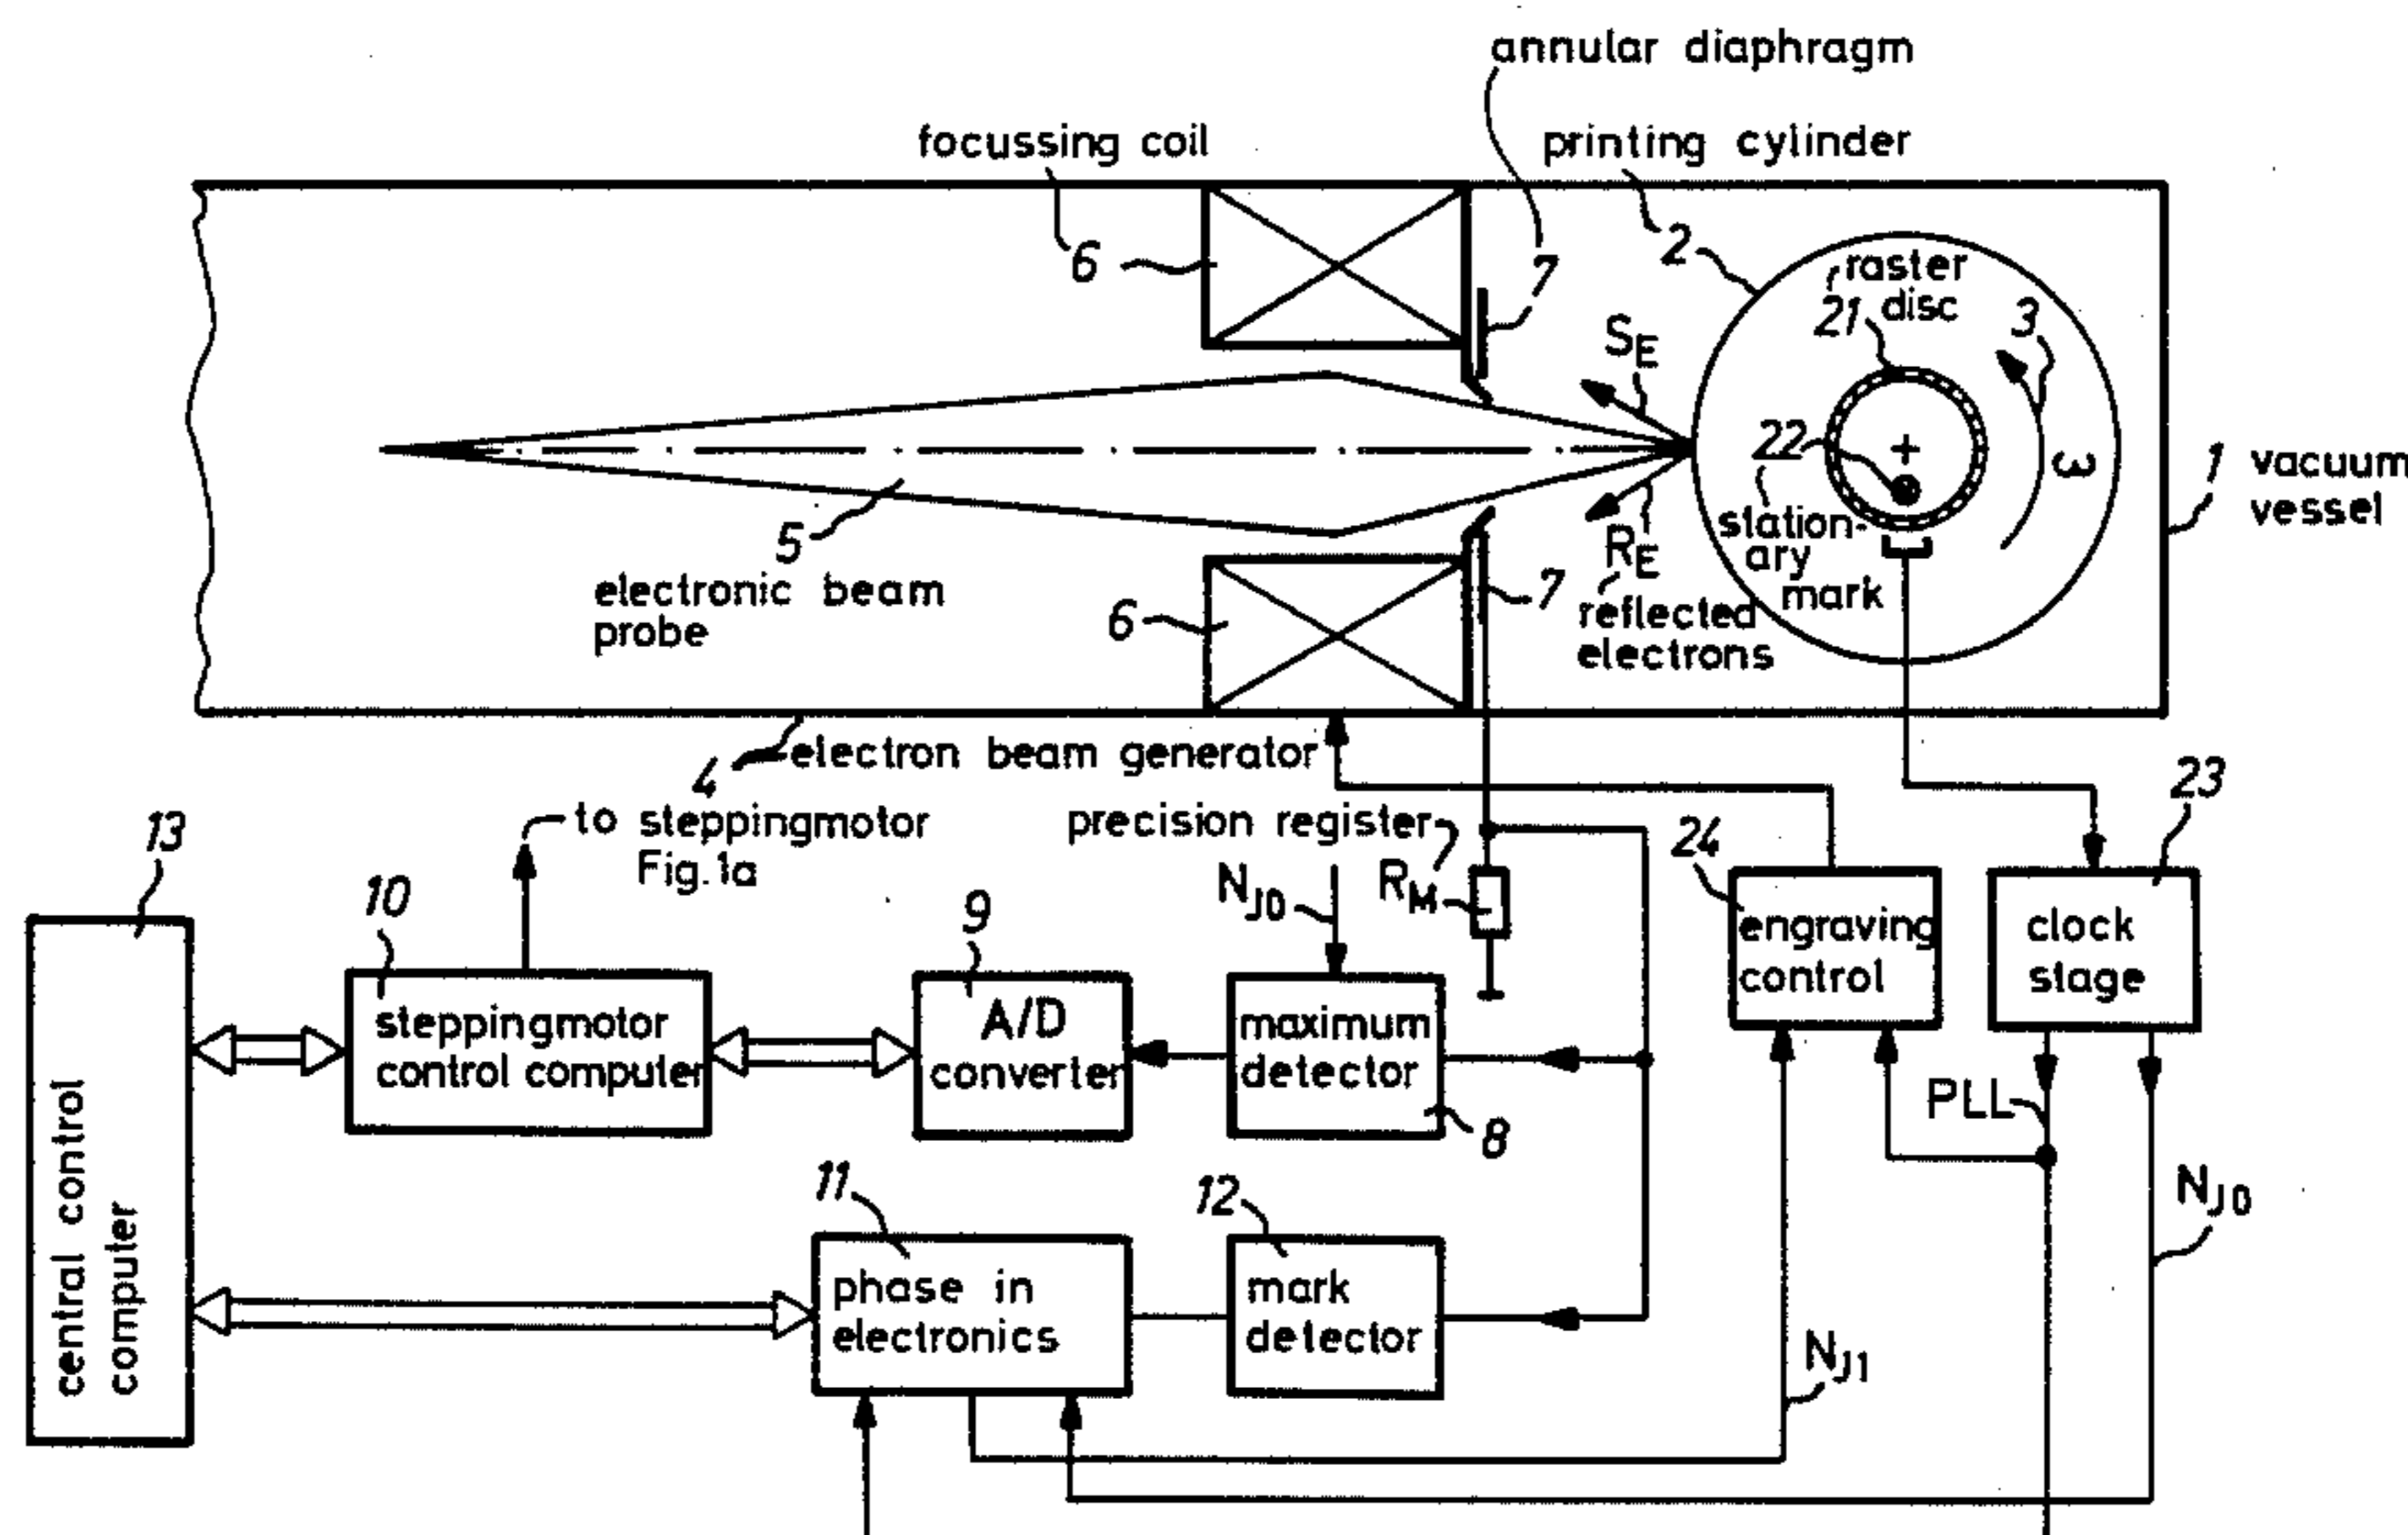 annular diaphragm
focussing coil
printing cylinder
6
7
2
raster
disc
21
3
S_E
22
ω
1 vacuum
vessel
station-
ary
mark
5
electronic beam
probe
6
7
R_E
reflected
electrons
4
electron beam generator
to steppingmotor
Fig.1a
precision register
R_M
N_J0
13
10
9
24
23
steppingmotor
control computer
A/D
converter
maximum
detector
8
engraving
control
clock
stage
PLL
N_J0
central control
computer
11
12
phase in
electronics
mark
detector
N_J1